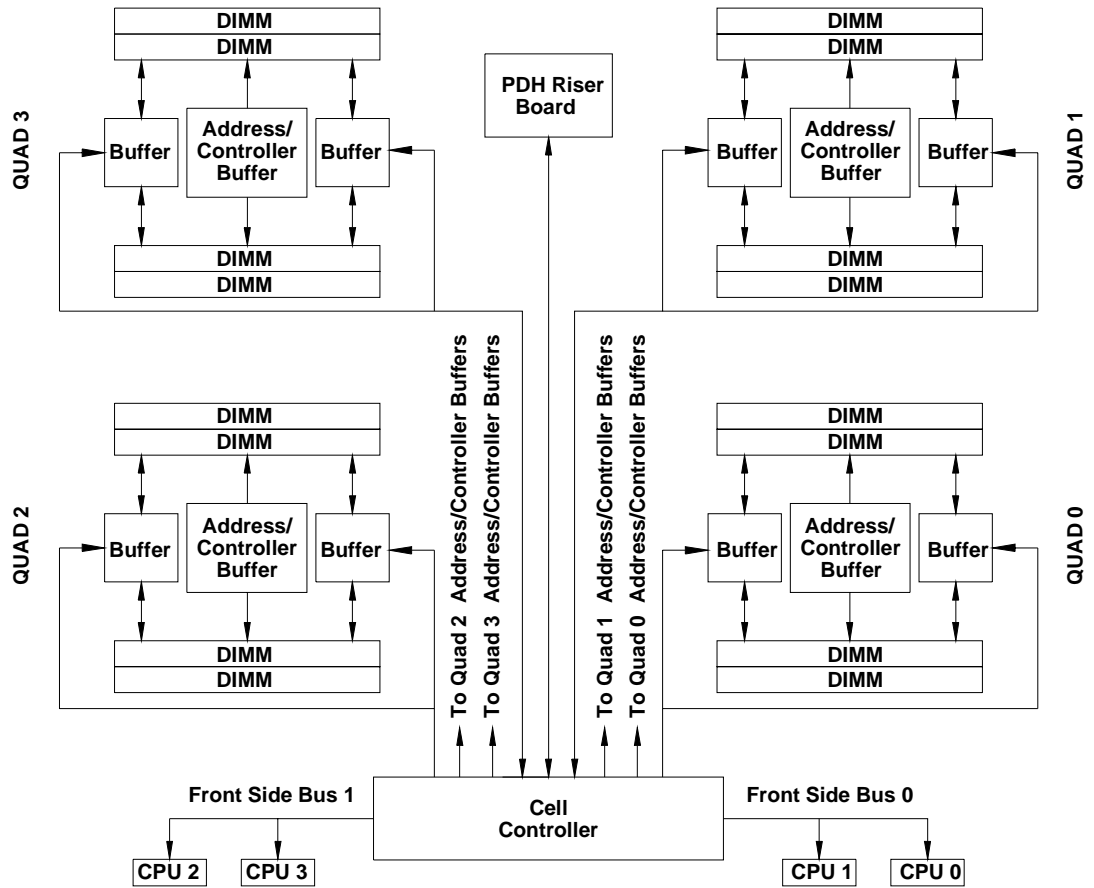 DIMM
DIMM
Buffer
Address/
Controller
Buffer
Buffer
DIMM
DIMM
QUAD 3
PDH Riser
Board
DIMM
DIMM
Buffer
Address/
Controller
Buffer
Buffer
DIMM
DIMM
QUAD 1
DIMM
DIMM
Buffer
Address/
Controller
Buffer
Buffer
DIMM
DIMM
QUAD 2
To Quad 2 Address/Controller Buffers
To Quad 3 Address/Controller Buffers
To Quad 1 Address/Controller Buffers
To Quad 0 Address/Controller Buffers
DIMM
DIMM
Buffer
Address/
Controller
Buffer
Buffer
DIMM
DIMM
QUAD 0
Front Side Bus 1
Cell
Controller
Front Side Bus 0
CPU 2
CPU 3
CPU 1
CPU 0